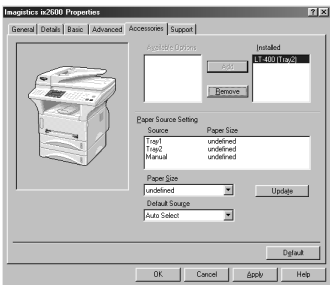 Imagistics ix2600 Properties
General Details Basic Advanced Accessories Support
Available Options
Installed
LT-400 (Tray2)
Add
Remove
Paper Source Setting
Source Paper Size
Tray1 undefined
Tray2 undefined
Manual undefined
Paper Size
undefined
Update
Default Source
Auto Select
Default
OK Cancel Apply Help